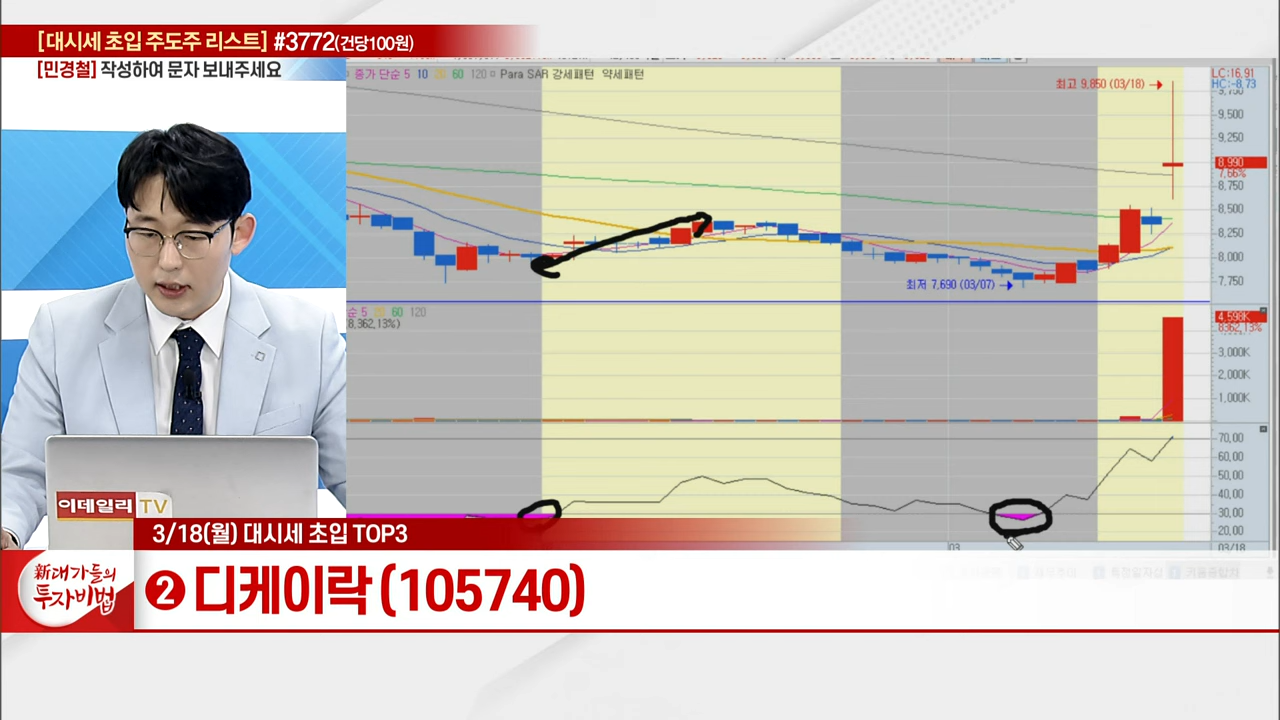 [대시세 초입 주도주 리스트] #3772(건당100원)
[민경철] 작성하여 문자 보내주세요
종가 단순 5 10 20 60 120 Para SAR 강세패턴 약세패턴
LC:16.91
HC:-8.73
최고 9,850 (03/18)
9,750
9,500
9,250
8,990
7.66%
8,750
8,500
8,250
8,000
7,750
최저 7,690 (03/07)
순 5 20 60 120
8,362.13%)
4,598K
8362.13%
3,000K
2,000K
1,000K
70,00
60,00
50,00
40,00
30,00
20,00
03
03/18
이데일리 TV
3/18(월) 대시세 초입 TOP3
新대가들의
투자비법
② 디케이락 (105740)